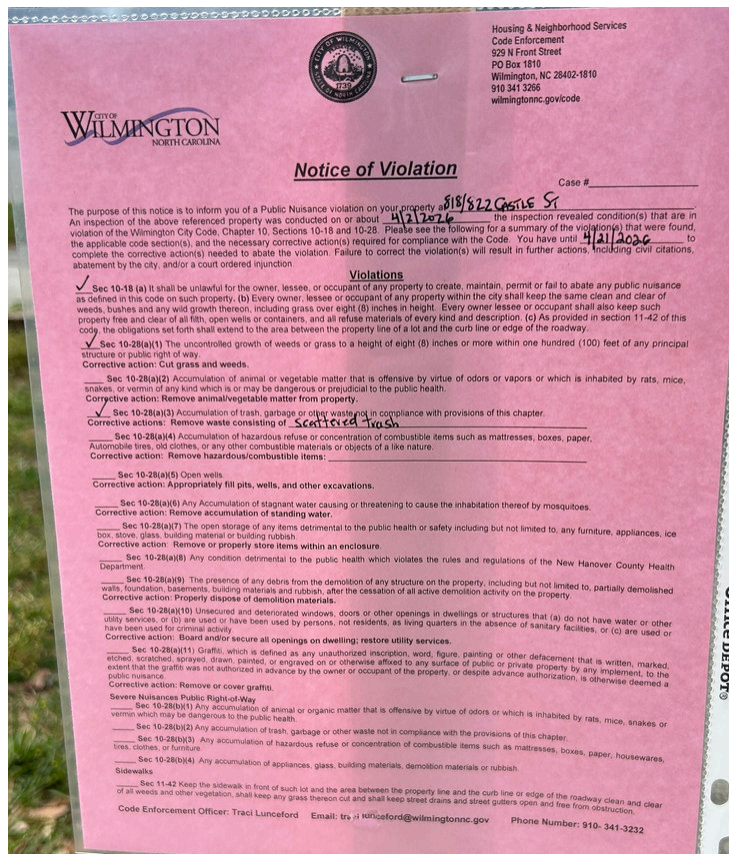 Housing & Neighborhood Services
Code Enforcement
929 N Front Street
PO Box 1810
Wilmington, NC 28402-1810
910 341 3266
wilmingtonnc.gov/code
CITY OF WILMINGTON
STATE OF NORTH CAROLINA
1739
CITY OF
WILMINGTON
NORTH CAROLINA
Notice of Violation
Case #
The purpose of this notice is to inform you of a Public Nuisance violation on your property a 818/822 CASTLE ST
An inspection of the above referenced property was conducted on or about 4/2/2026 the inspection revealed condition(s) that are in
violation of the Wilmington City Code, Chapter 10, Sections 10-18 and 10-28. Please see the following for a summary of the violation(s) that were found,
the applicable code section(s), and the necessary corrective action(s) required for compliance with the Code. You have until 4/21/2026 to
complete the corrective action(s) needed to abate the violation. Failure to correct the violation(s) will result in further actions, including civil citations,
abatement by the city, and/or a court ordered injunction.
Violations
✓ Sec 10-18 (a) It shall be unlawful for the owner, lessee, or occupant of any property to create, maintain, permit or fail to abate any public nuisance
as defined in this code on such property, (b) Every owner, lessee or occupant of any property within the city shall keep the same clean and clear of
weeds, bushes and any wild growth thereon, including grass over eight (8) inches in height. Every owner lessee or occupant shall also keep such
property free and clear of all filth, open wells or containers, and all refuse materials of every kind and description. (c) As provided in section 11-42 of this
code, the obligations set forth shall extend to the area between the property line of a lot and the curb line or edge of the roadway.
✓ Sec 10-28(a)(1) The uncontrolled growth of weeds or grass to a height of eight (8) inches or more within one hundred (100) feet of any principal
structure or public right of way.
Corrective action: Cut grass and weeds.
Sec 10-28(a)(2) Accumulation of animal or vegetable matter that is offensive by virtue of odors or vapors or which is inhabited by rats, mice,
snakes, or vermin of any kind which is or may be dangerous or prejudicial to the public health.
Corrective action: Remove animal/vegetable matter from property.
✓ Sec 10-28(a)(3) Accumulation of trash, garbage or other waste not in compliance with provisions of this chapter.
Corrective actions: Remove waste consisting of scattered trash
Sec 10-28(a)(4) Accumulation of hazardous refuse or concentration of combustible items such as mattresses, boxes, paper,
Automobile tires, old clothes, or any other combustible materials or objects of a like nature.
Corrective action: Remove hazardous/combustible items:
Sec 10-28(a)(5) Open wells
Corrective action: Appropriately fill pits, wells, and other excavations.
Sec 10-28(a)(6) Any Accumulation of stagnant water causing or threatening to cause the inhabitation thereof by mosquitoes.
Corrective action: Remove accumulation of standing water.
Sec 10-28(a)(7) The open storage of any items detrimental to the public health or safety including but not limited to, any furniture, appliances, ice
box, stove, glass, building material or building rubbish.
Corrective action: Remove or properly store items within an enclosure.
Sec 10-28(a)(8) Any condition detrimental to the public health which violates the rules and regulations of the New Hanover County Health
Department.
Sec 10-28(a)(9) The presence of any debris from the demolition of any structure on the property, including but not limited to, partially demolished
walls, foundation, basements, building materials and rubbish, after the cessation of all active demolition activity on the property.
Corrective action: Properly dispose of demolition materials.
Sec 10-28(a)(10) Unsecured and deteriorated windows, doors or other openings in dwellings or structures that (a) do not have water or other
utility services, or (b) are used or have been used by persons, not residents, as living quarters in the absence of sanitary facilities, or (c) are used or
have been used for criminal activity
Corrective action: Board and/or secure all openings on dwelling; restore utility services.
Sec 10-28(a)(11) Graffiti, which is defined as any unauthorized inscription, word, figure, painting or other defacement that is written, marked,
etched, scratched, sprayed, drawn, painted, or engraved on or otherwise affixed to any surface of public or private property by any implement, to the
extent that the graffiti was not authorized in advance by the owner or occupant of the property, or despite advance authorization, is otherwise deemed a
public nuisance.
Corrective action: Remove or cover graffiti.
Severe Nuisances Public Right-of-Way
Sec 10-28(b)(1) Any accumulation of animal or organic matter that is offensive by virtue of odors or which is inhabited by rats, mice, snakes or
vermin which may be dangerous to the public health.
Sec 10-28(b)(2) Any accumulation of trash, garbage or other waste not in compliance with the provisions of this chapter.
Sec 10-28(b)(3) Any accumulation of hazardous refuse or concentration of combustible items such as mattresses, boxes, paper, housewares,
tires, clothes, or furniture.
Sec 10-28(b)(4) Any accumulation of appliances, glass, building materials, demolition materials or rubbish.
Sidewalks
Sec 11-42 Keep the sidewalk in front of such lot and the area between the property line and the curb line or edge of the roadway clean and clear
of all weeds and other vegetation, shall keep any grass thereon cut and shall keep street drains and street gutters open and free from obstruction.
Code Enforcement Officer: Traci Lunceford Email: traci lunceford@wilmingtonnc.gov Phone Number: 910- 341-3232
Office DEPOT®